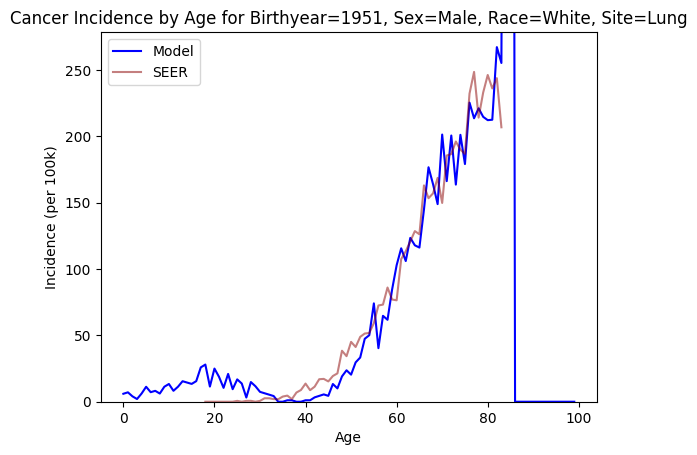 Cancer Incidence by Age for Birthyear=1951, Sex=Male, Race=White, Site=Lung
Model
SEER
250
200
150
100
50
0
Incidence (per 100k)
0 20 40 60 80 100
Age